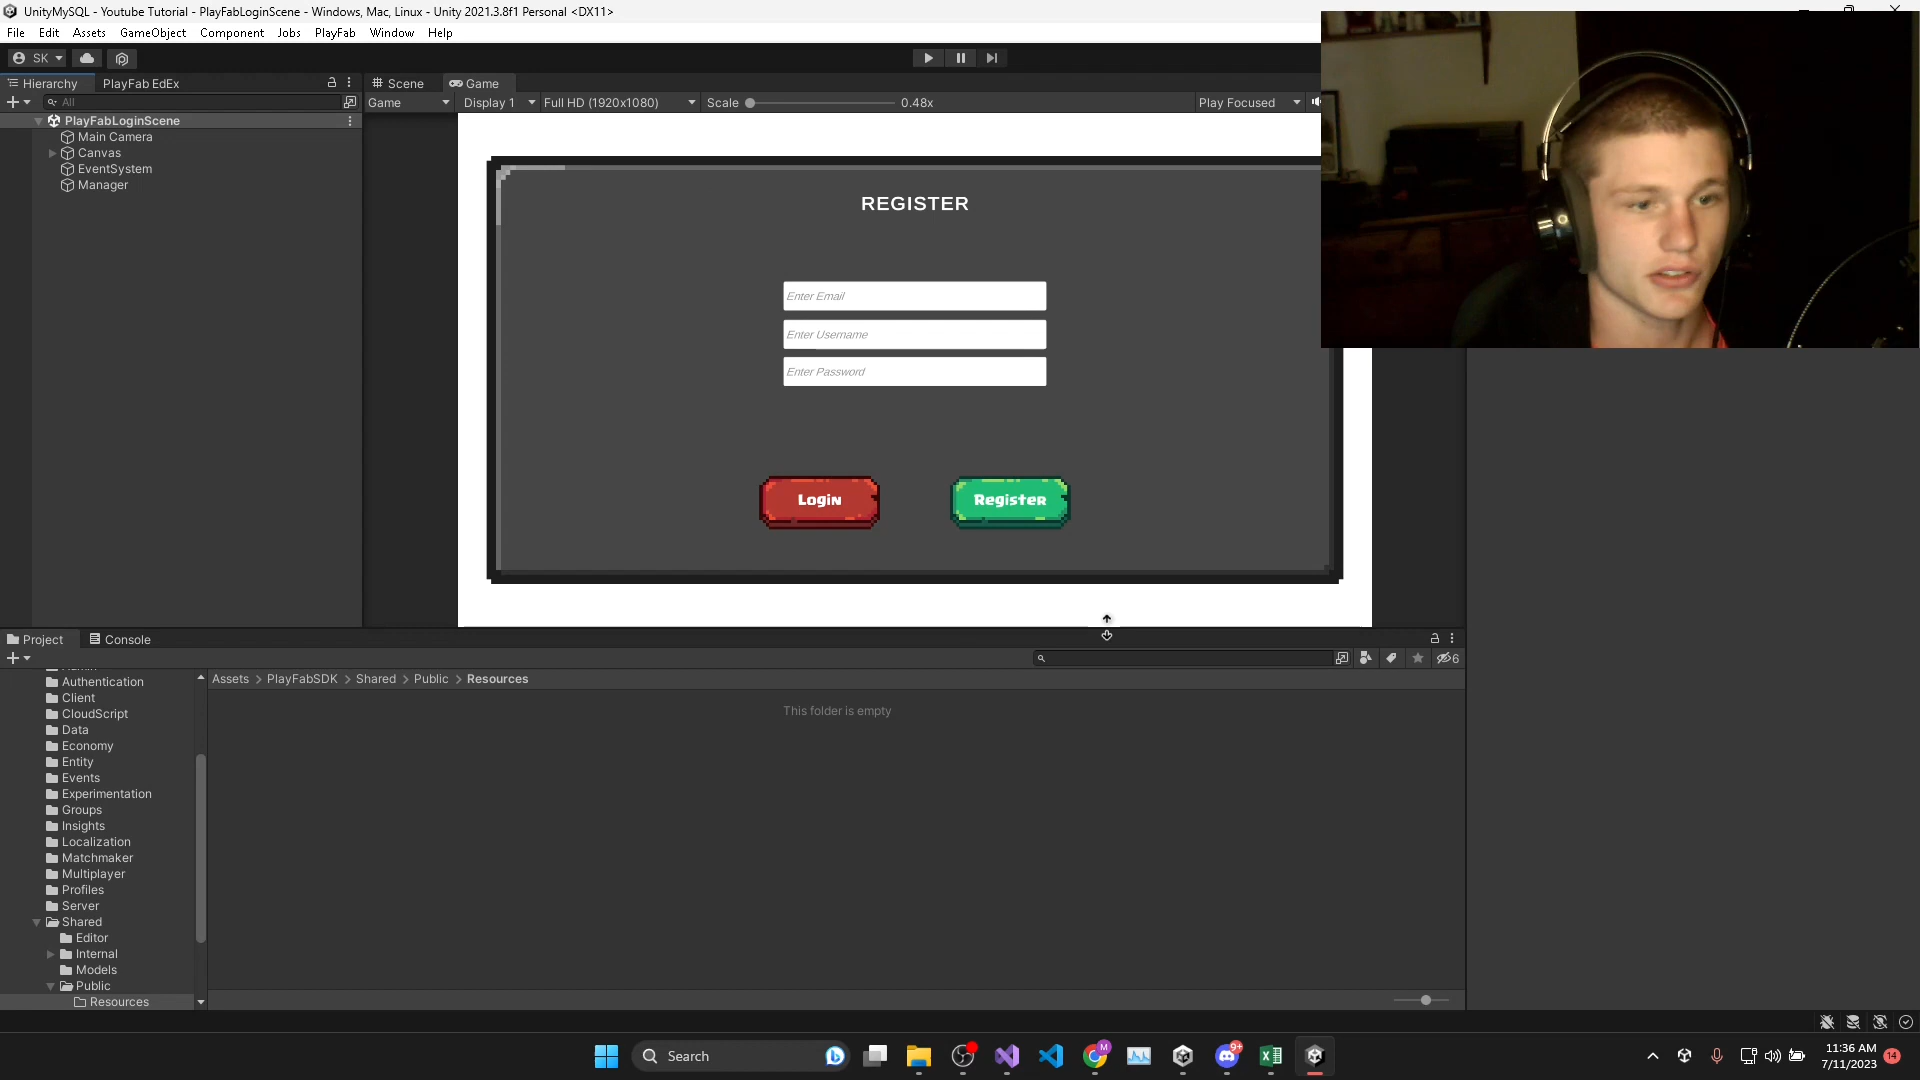 UnityMySQL - Youtube Tutorial - PlayFabLoginScene - Windows, Mac, Linux - Unity 2021.3.8f1 Personal <DX11>
File Edit Assets GameObject Component Jobs PlayFab Window Help
SK
Hierarchy PlayFab EdEx
Scene Game
All
Game Display 1 Full HD (1920x1080) Scale 0.48x Play Focused
PlayFabLoginScene
Main Camera
Canvas
EventSystem
Manager
REGISTER
Enter Email
Enter Username
Enter Password
Login Register
Project Console
6
Authentication
Client
CloudScript
Data
Economy
Entity
Events
Experimentation
Groups
Insights
Localization
Matchmaker
Multiplayer
Profiles
Server
Shared
Editor
Internal
Models
Public
Resources
Assets > PlayFabSDK > Shared > Public > Resources
This folder is empty
Search
M
9+
11:36 AM
7/11/2023
14